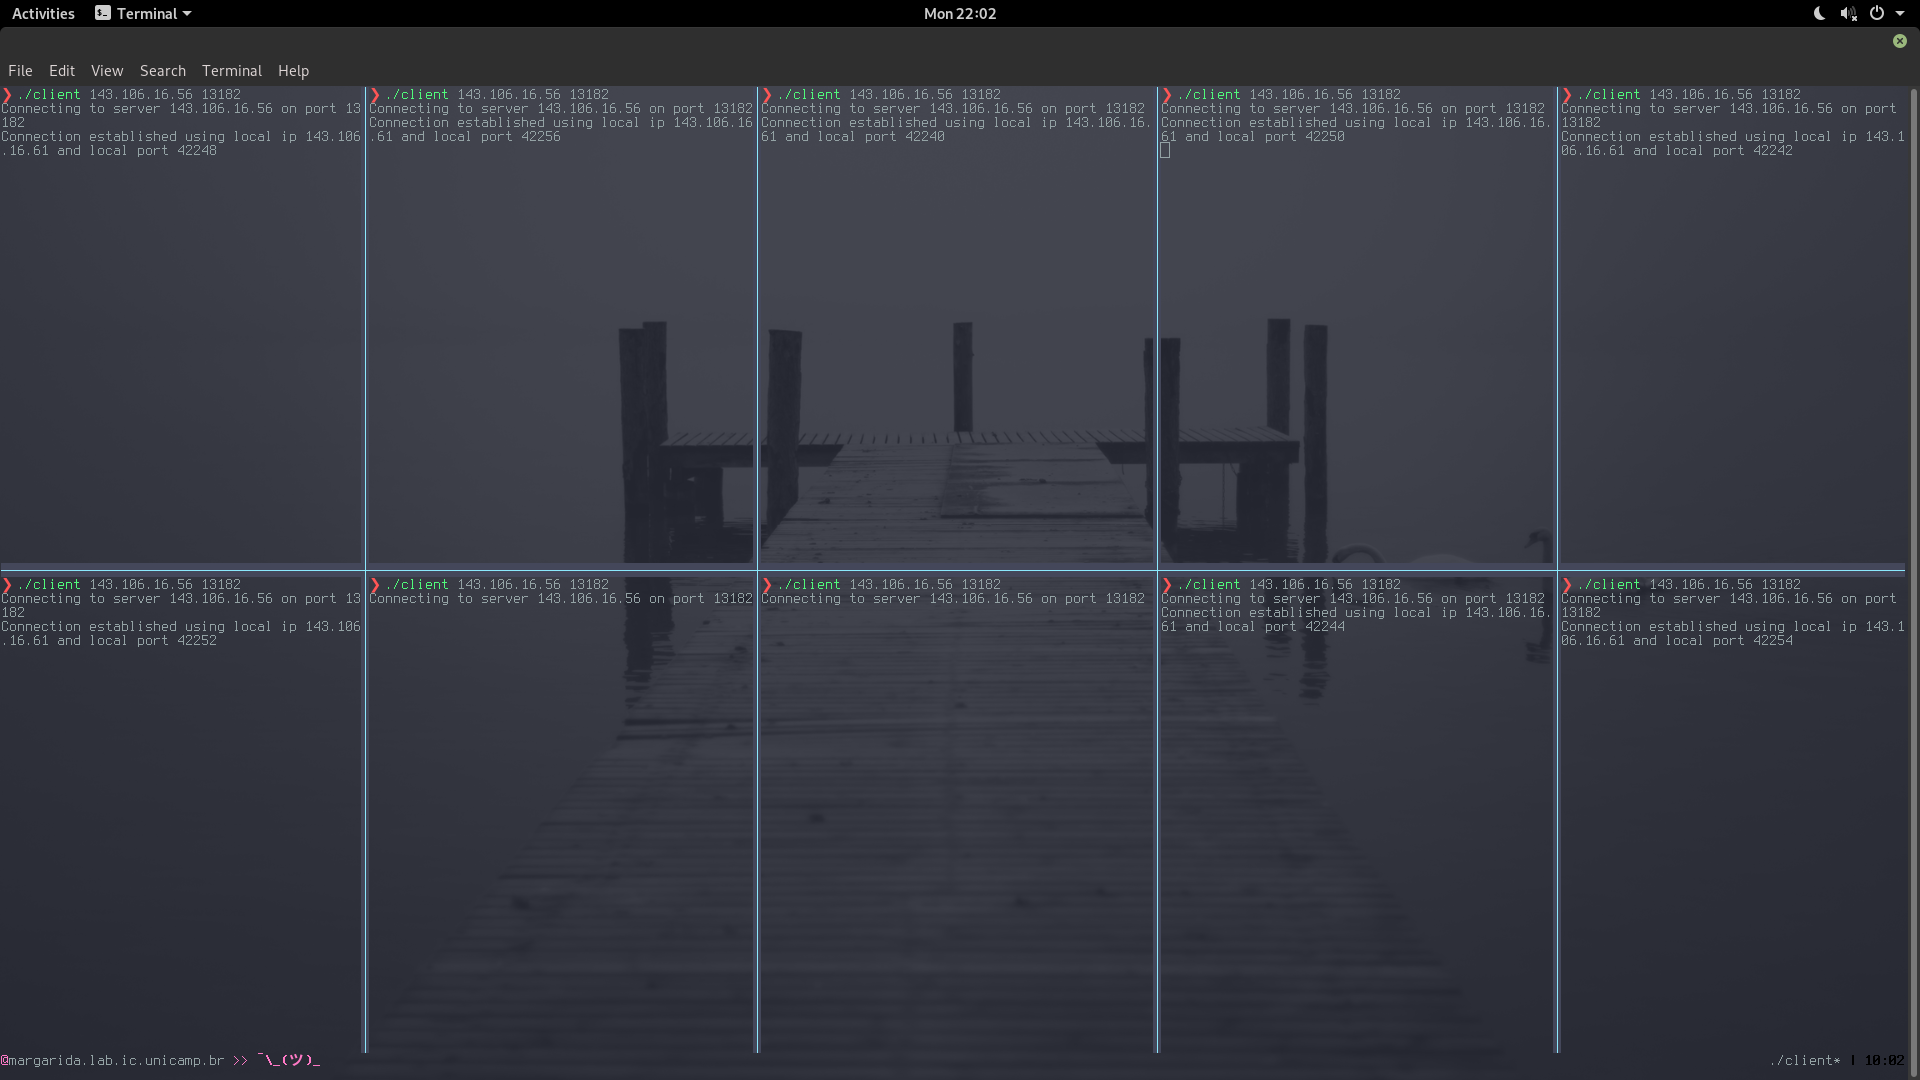 Activities Terminal Mon 22:02
File Edit View Search Terminal Help
❯ ./client 143.106.16.56 13182
Connecting to server 143.106.16.56 on port 13
182
Connection established using local ip 143.106
.16.61 and local port 42248
❯ ./client 143.106.16.56 13182
Connecting to server 143.106.16.56 on port 13182
Connection established using local ip 143.106.16
.61 and local port 42256
❯ ./client 143.106.16.56 13182
Connecting to server 143.106.16.56 on port 13182
Connection established using local ip 143.106.16.
61 and local port 42240
❯ ./client 143.106.16.56 13182
Connecting to server 143.106.16.56 on port 13182
Connection established using local ip 143.106.16.
61 and local port 42250
❯ ./client 143.106.16.56 13182
Connecting to server 143.106.16.56 on port
13182
Connection established using local ip 143.1
06.16.61 and local port 42242
❯ ./client 143.106.16.56 13182
Connecting to server 143.106.16.56 on port 13
182
Connection established using local ip 143.106
.16.61 and local port 42252
❯ ./client 143.106.16.56 13182
Connecting to server 143.106.16.56 on port 13182
❯ ./client 143.106.16.56 13182
Connecting to server 143.106.16.56 on port 13182
❯ ./client 143.106.16.56 13182
Connecting to server 143.106.16.56 on port 13182
Connection established using local ip 143.106.16.
61 and local port 42244
❯ ./client 143.106.16.56 13182
Connecting to server 143.106.16.56 on port
13182
Connection established using local ip 143.1
06.16.61 and local port 42254
@margarida.lab.ic.unicamp.br >> ¯\_(ツ)_ ./client* | 10:02